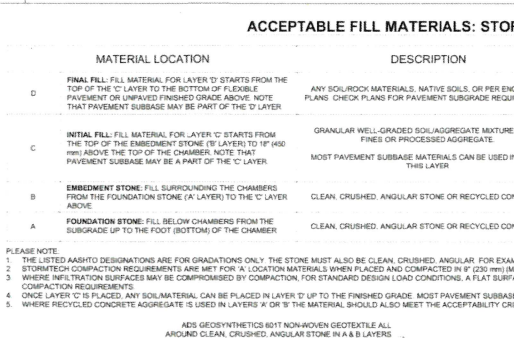 ACCEPTABLE FILL MATERIALS: STO
MATERIAL LOCATION
DESCRIPTION
D
FINAL FILL: FILL MATERIAL FOR LAYER 'D' STARTS FROM THE
TOP OF THE 'C' LAYER TO THE BOTTOM OF FLEXIBLE
PAVEMENT OR UNPAVED FINISHED GRADE ABOVE. NOTE
THAT PAVEMENT SUBBASE MAY BE PART OF THE 'D' LAYER
ANY SOIL/ROCK MATERIALS, NATIVE SOILS, OR PER EN
PLANS. CHECK PLANS FOR PAVEMENT SUBGRADE REQUI
C
INITIAL FILL: FILL MATERIAL FOR LAYER 'C' STARTS FROM
THE TOP OF THE EMBEDMENT STONE ('B' LAYER) TO 18" (450
mm) ABOVE THE TOP OF THE CHAMBER. NOTE THAT
PAVEMENT SUBBASE MAY BE A PART OF THE 'C' LAYER.
GRANULAR WELL-GRADED SOIL/AGGREGATE MIXTURE
FINES OR PROCESSED AGGREGATE.
MOST PAVEMENT SUBBASE MATERIALS CAN BE USED I
THIS LAYER
B
EMBEDMENT STONE: FILL SURROUNDING THE CHAMBERS
FROM THE FOUNDATION STONE ('A' LAYER) TO THE 'C' LAYER
ABOVE.
CLEAN, CRUSHED, ANGULAR STONE OR RECYCLED CO
A
FOUNDATION STONE: FILL BELOW CHAMBERS FROM THE
SUBGRADE UP TO THE FOOT (BOTTOM) OF THE CHAMBER
CLEAN, CRUSHED, ANGULAR STONE OR RECYCLED CO
PLEASE NOTE:
1. THE LISTED AASHTO DESIGNATIONS ARE FOR GRADATIONS ONLY. THE STONE MUST ALSO BE CLEAN, CRUSHED, ANGULAR. FOR EXAM
2. STORMTECH COMPACTION REQUIREMENTS ARE MET FOR 'A' LOCATION MATERIALS WHEN PLACED AND COMPACTED IN 9" (230 mm) (M
3. WHERE INFILTRATION SURFACES MAY BE COMPROMISED BY COMPACTION, FOR STANDARD DESIGN LOAD CONDITIONS, A FLAT SURF
COMPACTION REQUIREMENTS.
4. ONCE LAYER 'C' IS PLACED, ANY SOIL/MATERIAL CAN BE PLACED IN LAYER 'D' UP TO THE FINISHED GRADE. MOST PAVEMENT SUBBAS
5. WHERE RECYCLED CONCRETE AGGREGATE IS USED IN LAYERS 'A' OR 'B' THE MATERIAL SHOULD ALSO MEET THE ACCEPTABILITY CRI
ADS GEOSYNTHETICS 601T NON-WOVEN GEOTEXTILE ALL
AROUND CLEAN, CRUSHED, ANGULAR STONE IN A & B LAYERS